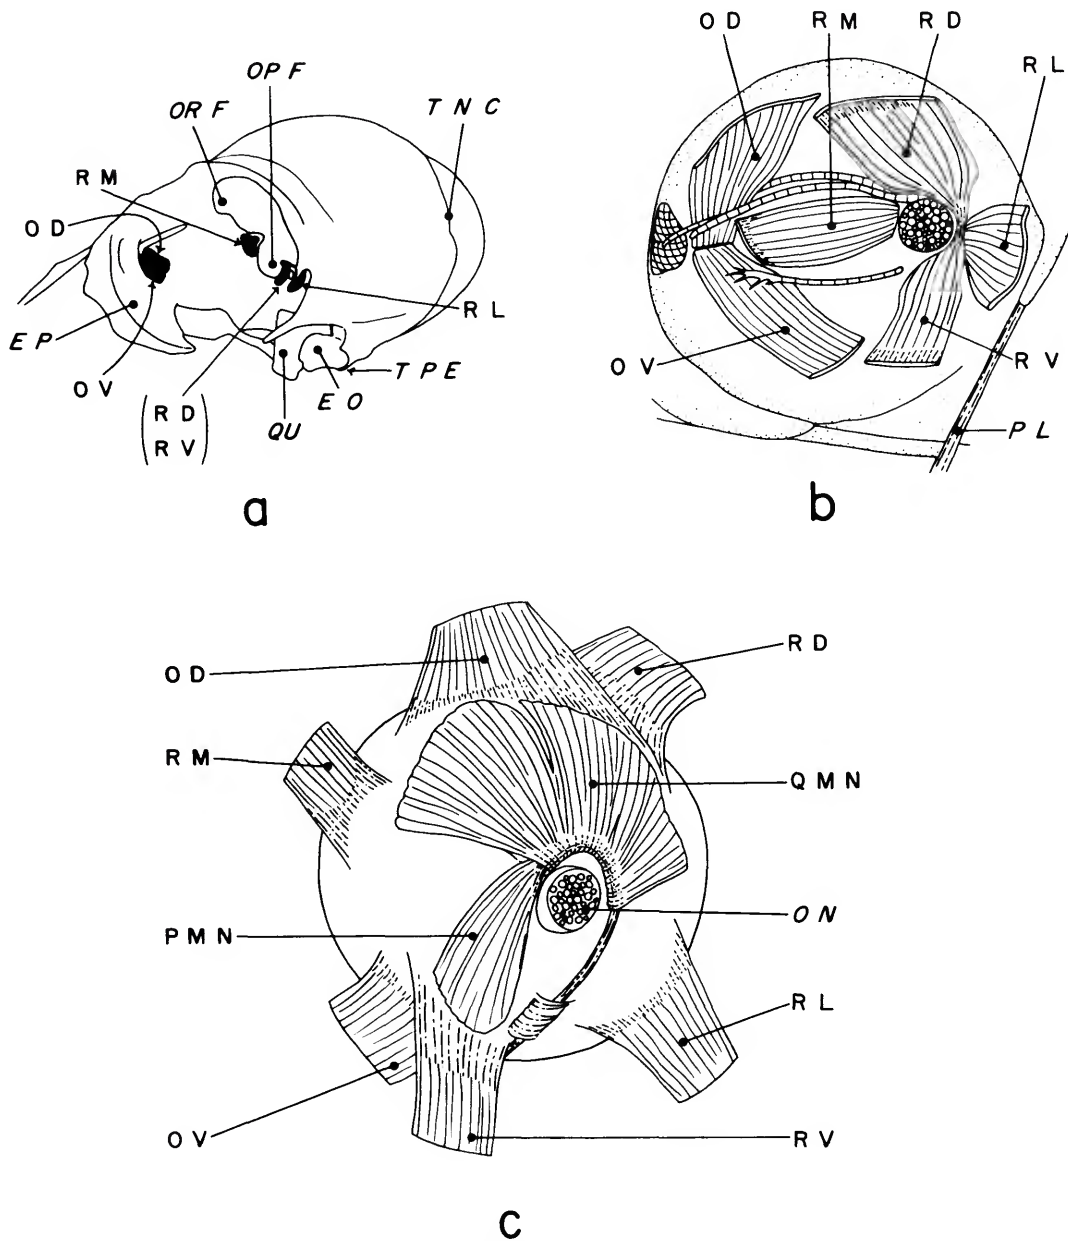 OP F
OR F
T N C
R M
O D
R L
E P
O V
T P E
E O
QU
(R D
R V)
a
O D
R M
R D
R L
O V
R V
P L
b
O D
R D
R M
Q M N
P M N
O N
R L
O V
R V
c